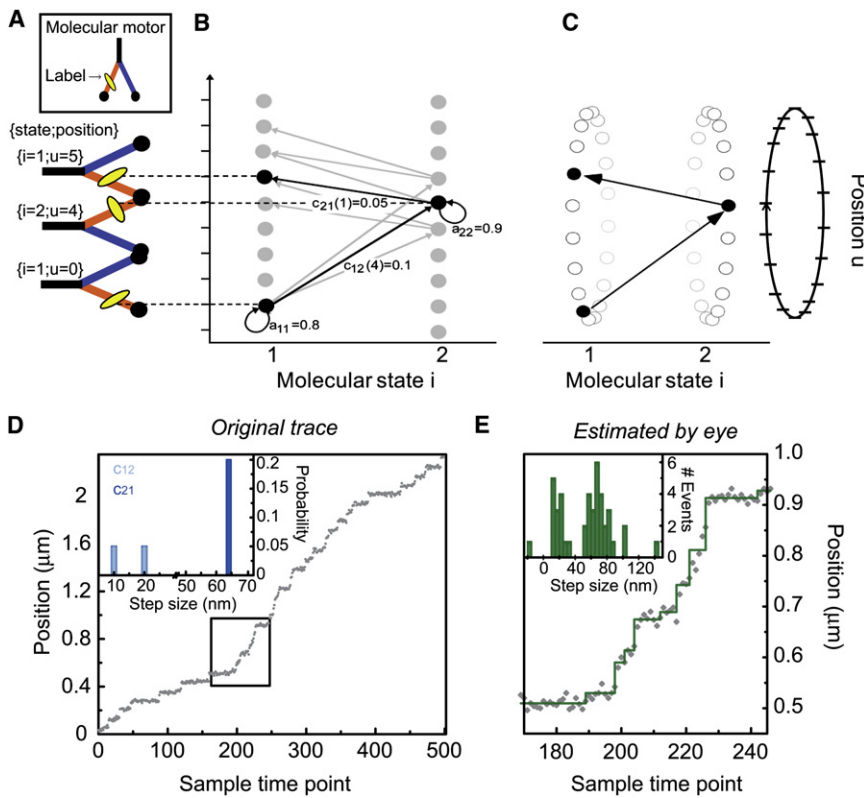 A
Molecular motor
Label→
{state;position}
{i=1;u=5}
{i=2;u=4}
{i=1;u=0}
B
c21(1)=0.05
a22=0.9
c12(4)=0.1
a11=0.8
1 2
Molecular state i
C
1 2
Molecular state i
Position u
D
Original trace
C12
C21
0.2
0.15
0.1
0.05
0
Probability
10 20 50 60 70
Step size (nm)
2
1.6
1.2
0.8
0.4
0
Position (µm)
0 100 200 300 400 500
Sample time point
E
Estimated by eye
6
4
2
0
# Events
0 40 80 120
Step size (nm)
1.0
0.9
0.8
0.7
0.6
0.5
Position (µm)
180 200 220 240
Sample time point